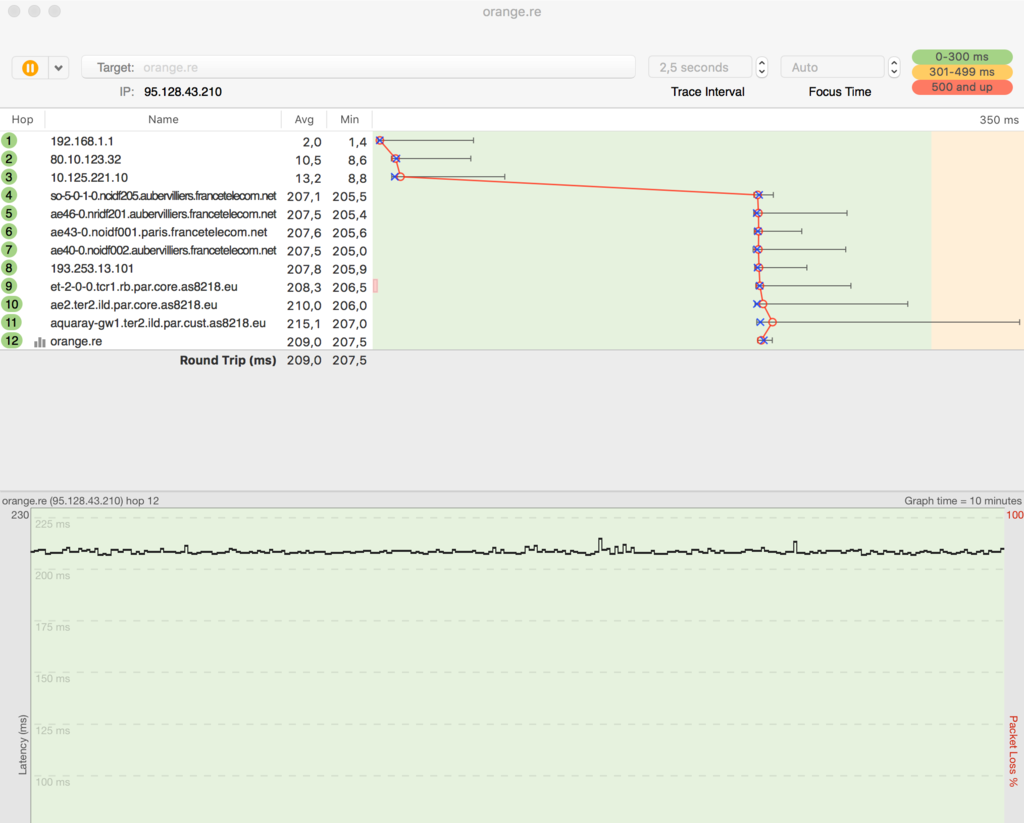 orange.re
Target: orange.re
2,5 seconds
Auto
0-300 ms
301-499 ms
500 and up
IP: 95.128.43.210
Trace Interval
Focus Time
Hop Name Avg Min 350 ms
1 192.168.1.1 2,0 1,4
2 80.10.123.32 10,5 8,6
3 10.125.221.10 13,2 8,8
4 so-5-0-1-0.ncidf205.aubervilliers.francetelecom.net 207,1 205,5
5 ae46-0.nridf201.aubervilliers.francetelecom.net 207,5 205,4
6 ae43-0.noidf001.paris.francetelecom.net 207,6 205,6
7 ae40-0.noidf002.aubervilliers.francetelecom.net 207,5 205,0
8 193.253.13.101 207,8 205,9
9 et-2-0-0.tcr1.rb.par.core.as8218.eu 208,3 206,5
10 ae2.ter2.ild.par.core.as8218.eu 210,0 206,0
11 aquaray-gw1.ter2.ild.par.cust.as8218.eu 215,1 207,0
12 orange.re 209,0 207,5
Round Trip (ms) 209,0 207,5
orange.re (95.128.43.210) hop 12
Graph time = 10 minutes
230
100
225 ms
200 ms
175 ms
150 ms
125 ms
100 ms
Latency (ms)
Packet Loss %